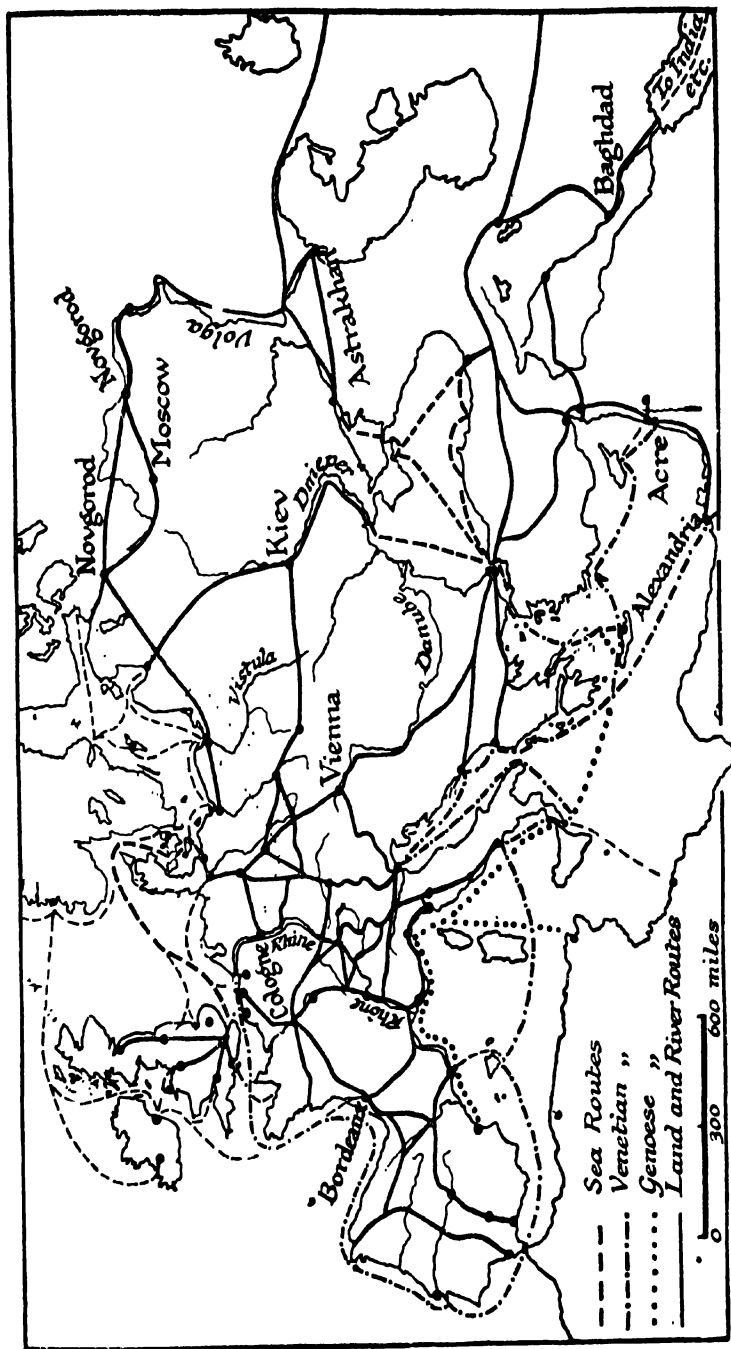 Novgorod
Novgorod
Moscow
Volga
Astrakhan
Kiev
Dnieper
Vistula
Vienna
Danube
Cologne
Rhine
Rhone
Bordeaux
Baghdad
To India
etc.
Acre
Alexandria
Sea Routes
Venetian „
Genoese „
Land and River Routes
0 300 600 miles